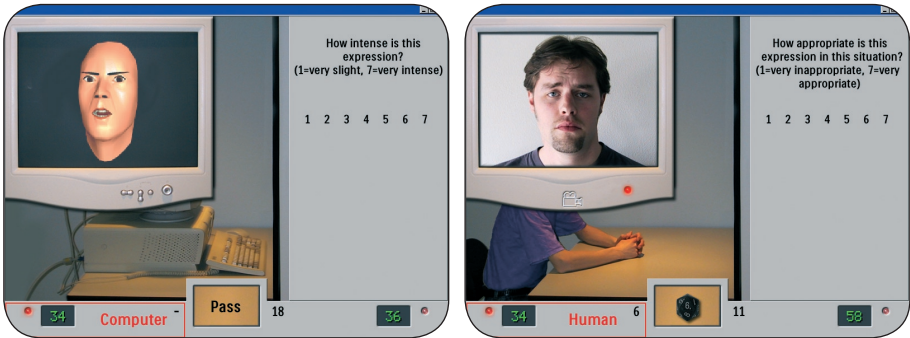 How intense is this
expression?
(1=very slight, 7=very intense)
1 2 3 4 5 6 7
34
Computer
-
Pass
18
36
How appropriate is this
expression in this situation?
(1=very inappropriate, 7=very
appropriate)
1 2 3 4 5 6 7
34
Human
6
11
58